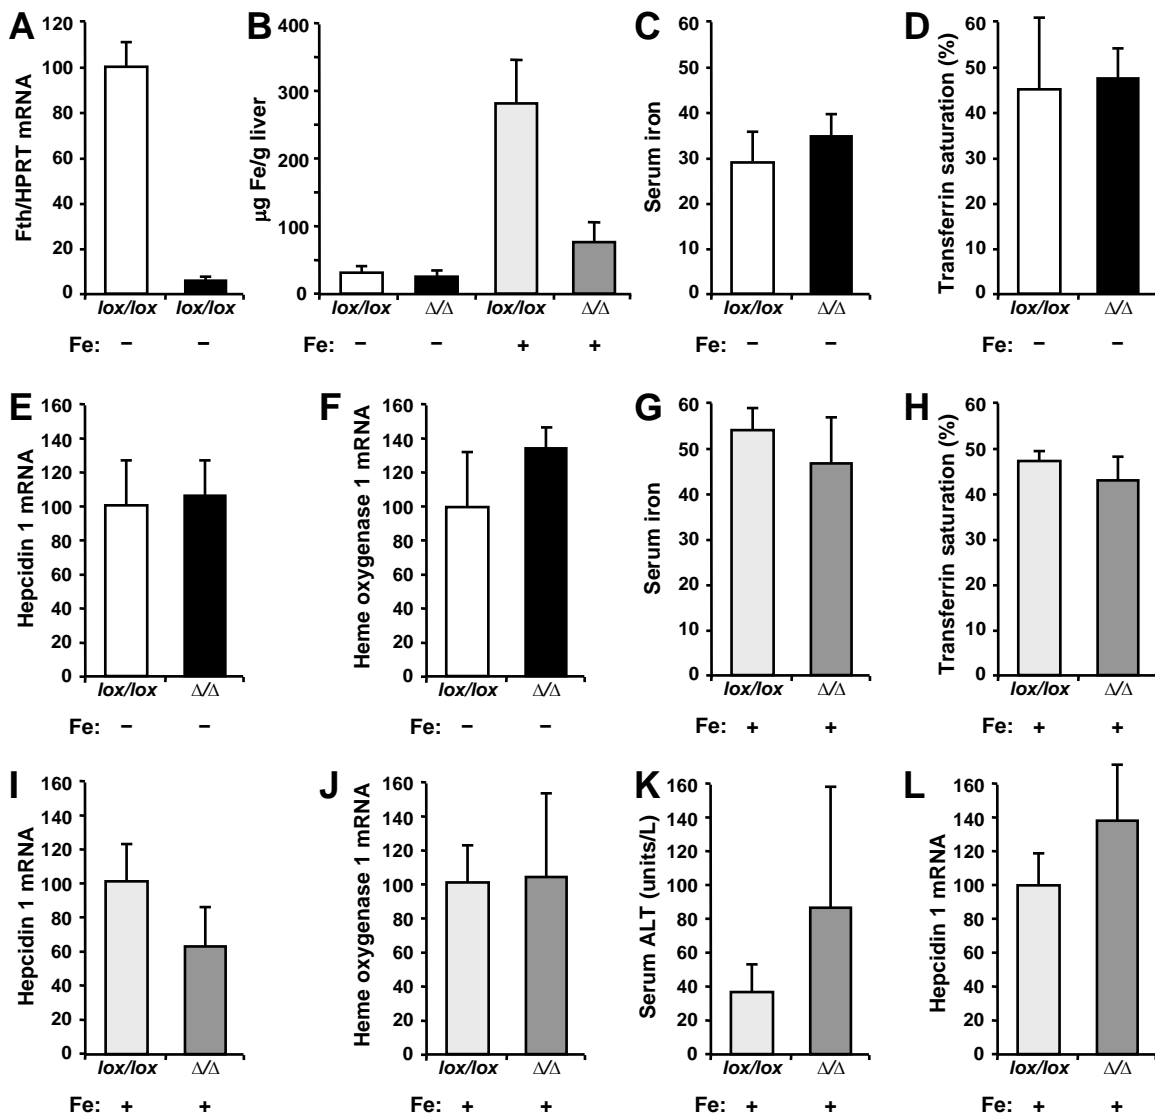 A
Fth/HPRT mRNA
120
100
80
60
40
20
0
lox/lox lox/lox
Fe: – –
B
µg Fe/g liver
400
300
200
100
0
lox/lox Δ/Δ lox/lox Δ/Δ
– – + +
C
Serum iron
60
50
40
30
20
10
0
lox/lox Δ/Δ
Fe: – –
D
Transferrin saturation (%)
60
50
40
30
20
10
0
lox/lox Δ/Δ
Fe: – –
E
Hepcidin 1 mRNA
160
140
120
100
80
60
40
20
0
lox/lox Δ/Δ
Fe: – –
F
Heme oxygenase 1 mRNA
160
140
120
100
80
60
40
20
0
lox/lox Δ/Δ
Fe: – –
G
Serum iron
60
50
40
30
20
10
0
lox/lox Δ/Δ
Fe: + +
H
Transferrin saturation (%)
60
50
40
30
20
10
0
lox/lox Δ/Δ
Fe: + +
I
Hepcidin 1 mRNA
160
140
120
100
80
60
40
20
0
lox/lox Δ/Δ
Fe: + +
J
Heme oxygenase 1 mRNA
160
140
120
100
80
60
40
20
0
lox/lox Δ/Δ
Fe: + +
K
Serum ALT (units/L)
160
140
120
100
80
60
40
20
0
lox/lox Δ/Δ
Fe: + +
L
Hepcidin 1 mRNA
160
140
120
100
80
60
40
20
0
lox/lox Δ/Δ
Fe: + +